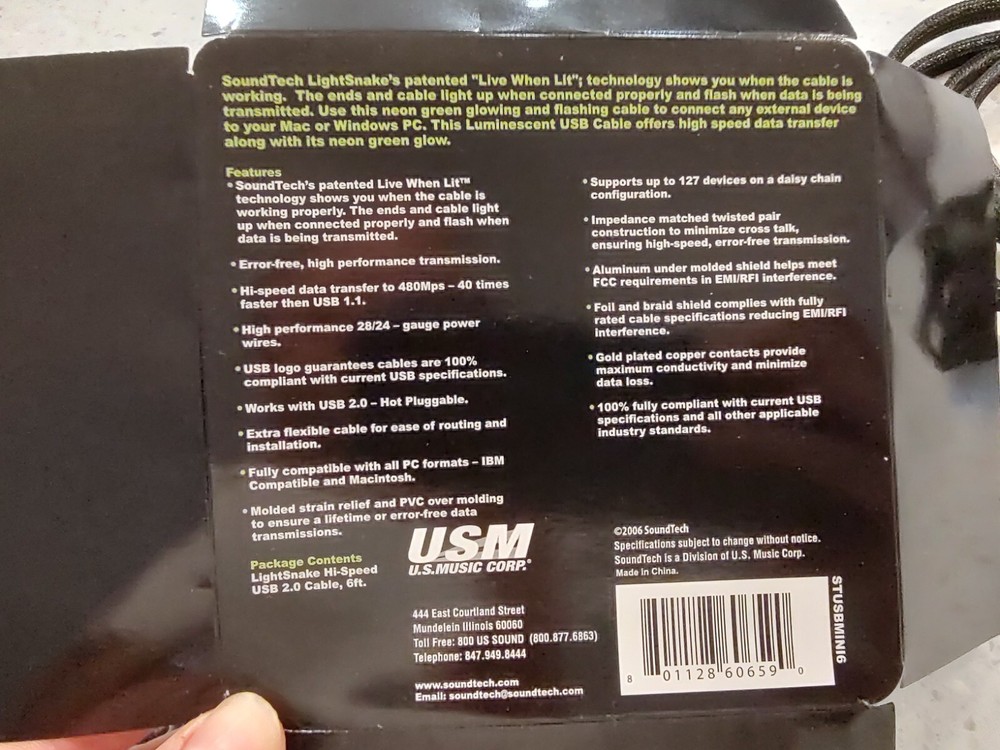 SoundTech LightSnake's patented "Live When Lit"; technology shows you when the cable is
working. The ends and cable light up when connected properly and flash when data is being
transmitted. Use this neon green glowing and flashing cable to connect any external device
to your Mac or Windows PC. This Luminescent USB Cable offers high speed data transfer
along with its neon green glow.
Features
• SoundTech's patented Live When Lit™
technology shows you when the cable is
working properly. The ends and cable light
up when connected properly and flash when
data is being transmitted.
• Error-free, high performance transmission.
• Hi-speed data transfer to 480Mps – 40 times
faster then USB 1.1.
• High performance 28/24 – gauge power
wires.
• USB logo guarantees cables are 100%
compliant with current USB specifications.
• Works with USB 2.0 – Hot Pluggable.
• Extra flexible cable for ease of routing and
installation.
• Fully compatible with all PC formats – IBM
Compatible and Macintosh.
• Molded strain relief and PVC over molding
to ensure a lifetime or error-free data
transmissions.
• Supports up to 127 devices on a daisy chain
configuration.
• Impedance matched twisted pair
construction to minimize cross talk,
ensuring high-speed, error-free transmission.
• Aluminum under molded shield helps meet
FCC requirements in EMI/RFI interference.
• Foil and braid shield complies with fully
rated cable specifications reducing EMI/RFI
interference.
• Gold plated copper contacts provide
maximum conductivity and minimize
data loss.
• 100% fully compliant with current USB
specifications and all other applicable
industry standards.
Package Contents
LightSnake Hi-Speed
USB 2.0 Cable, 6ft.
USM
U.S.MUSIC CORP.®
444 East Courtland Street
Mundelein Illinois 60060
Toll Free: 800 US SOUND (800.877.6863)
Telephone: 847.949.8444
www.soundtech.com
Email: soundtech@soundtech.com
©2006 SoundTech
Specifications subject to change without notice.
SoundTech is a Division of U.S. Music Corp.
Made in China.
8 01128 60659 0
STUSBMINI6